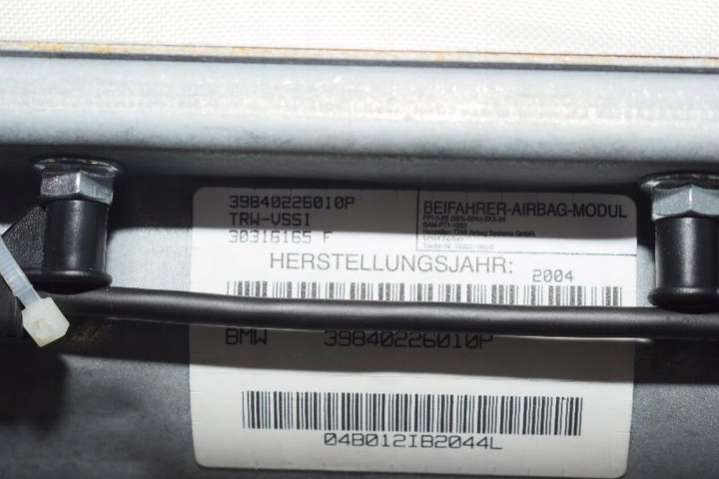 39840226010P
TRW-VSSI
30316165 F
BEIFAHRER-AIRBAG-MODUL
HERSTELLUNGSJAHR: 2004
BMW 39840226010P
04B012IB2044L